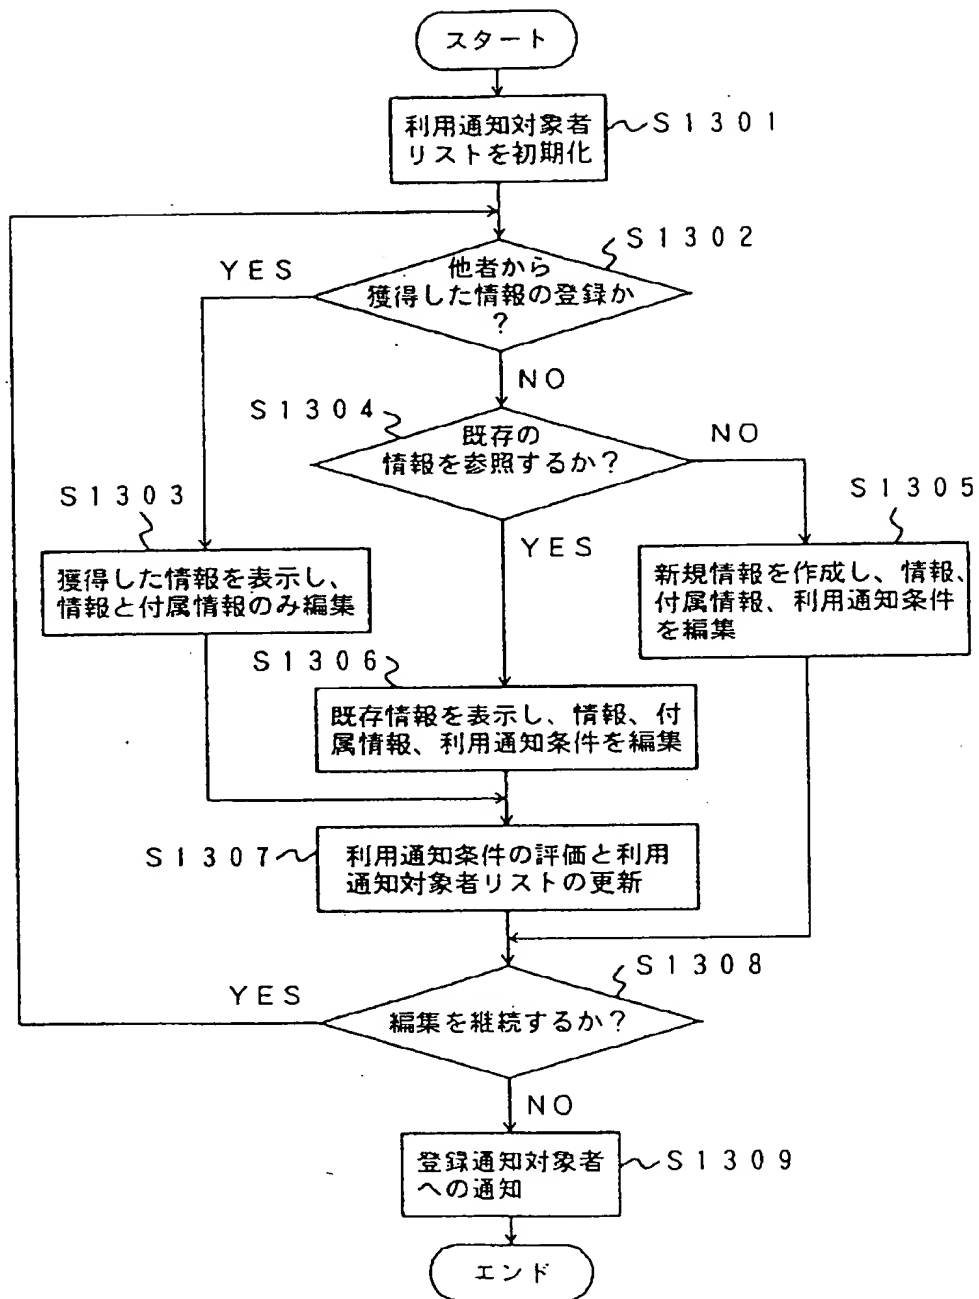 スタート
利用通知対象者
リストを初期化
S1301
S1302
YES
他者から
獲得した情報の登録か
?
NO
S1304
既存の
情報を参照するか?
NO
S1303
S1305
YES
獲得した情報を表示し、
情報と付属情報のみ編集
新規情報を作成し、情報、
付属情報、利用通知条件
を編集
S1306
既存情報を表示し、情報、付
属情報、利用通知条件を編集
S1307
利用通知条件の評価と利用
通知対象者リストの更新
S1308
YES
編集を継続するか?
NO
登録通知対象者
への通知
S1309
エンド